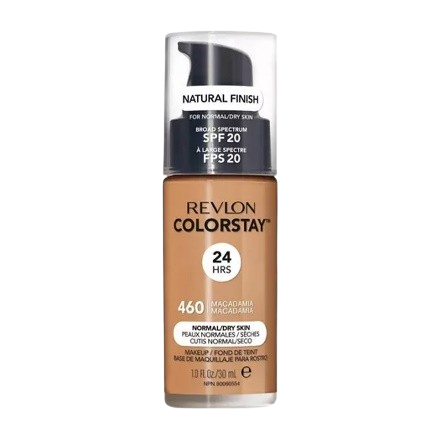 NATURAL FINISH
FOR NORMAL/DRY SKIN
BROAD SPECTRUM
SPF 20
À LARGE SPECTRE
FPS 20
REVLON
COLORSTAY™
24
HRS
460 MACADAMIA
MACADAMIA
NORMAL/DRY SKIN
PEAUX NORMALES / SÈCHES
CUTIS NORMAL/SECO
MAKEUP / FOND DE TEINT
BASE DE MAQUILLAJE PARA ROSTRO
1.0 fl. Oz/30 mL ℮